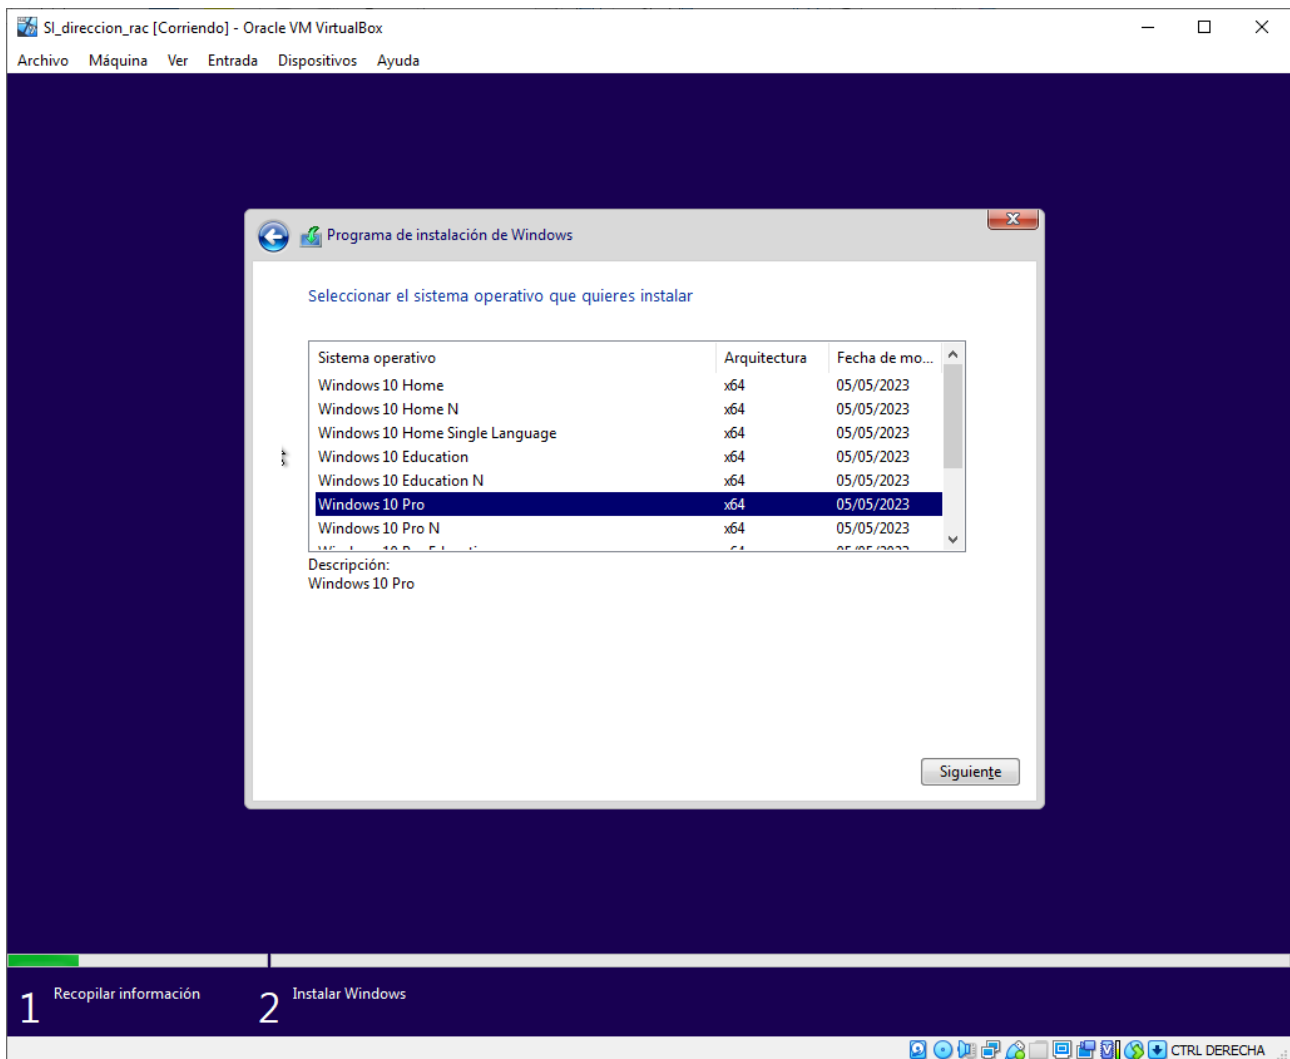 SI_direccion_rac [Corriendo] - Oracle VM VirtualBox
Archivo Máquina Ver Entrada Dispositivos Ayuda
Programa de instalación de Windows
Seleccionar el sistema operativo que quieres instalar
Sistema operativo Arquitectura Fecha de mo...
Windows 10 Home x64 05/05/2023
Windows 10 Home N x64 05/05/2023
Windows 10 Home Single Language x64 05/05/2023
Windows 10 Education x64 05/05/2023
Windows 10 Education N x64 05/05/2023
Windows 10 Pro x64 05/05/2023
Windows 10 Pro N x64 05/05/2023
Descripción:
Windows 10 Pro
Siguiente
1 Recopilar información 2 Instalar Windows
CTRL DERECHA